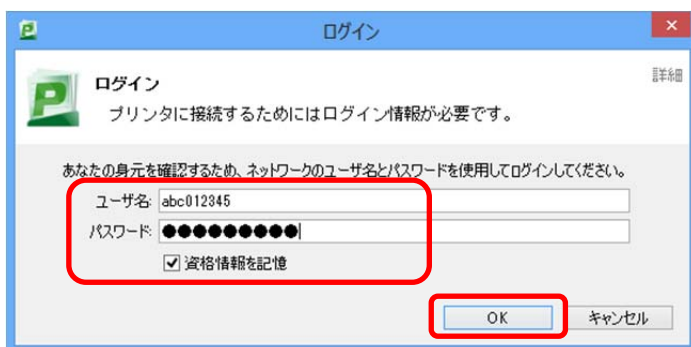 ログイン
詳細
ログイン
プリンタに接続するためにはログイン情報が必要です。
あなたの身元を確認するため、ネットワークのユーザ名とパスワードを使用してログインしてください。
ユーザ名: abc012345
パスワード: ●●●●●●●●●
資格情報を記憶
OK キャンセル